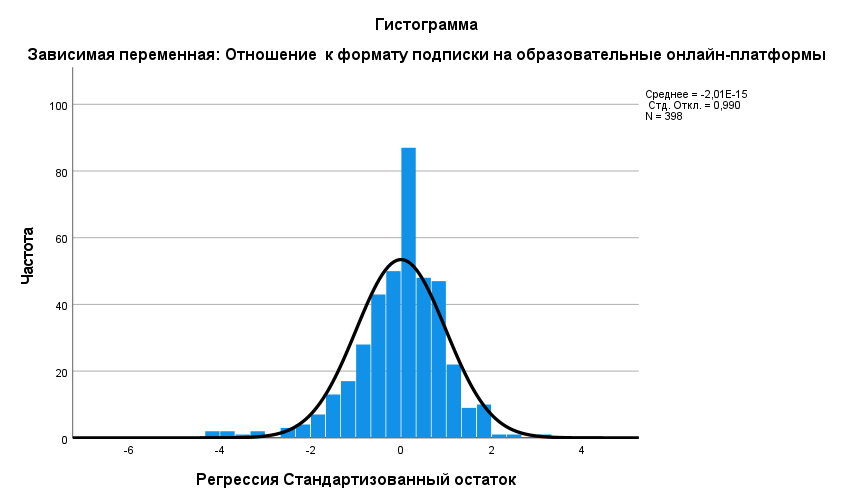 Гистограмма
Зависимая переменная: Отношение к формату подписки на образовательные онлайн-платформы
Среднее = -2,01E-15
Стд. Откл. = 0,990
N = 398
Частота
100
80
60
40
20
0
-6 -4 -2 0 2 4
Регрессия Стандартизованный остаток